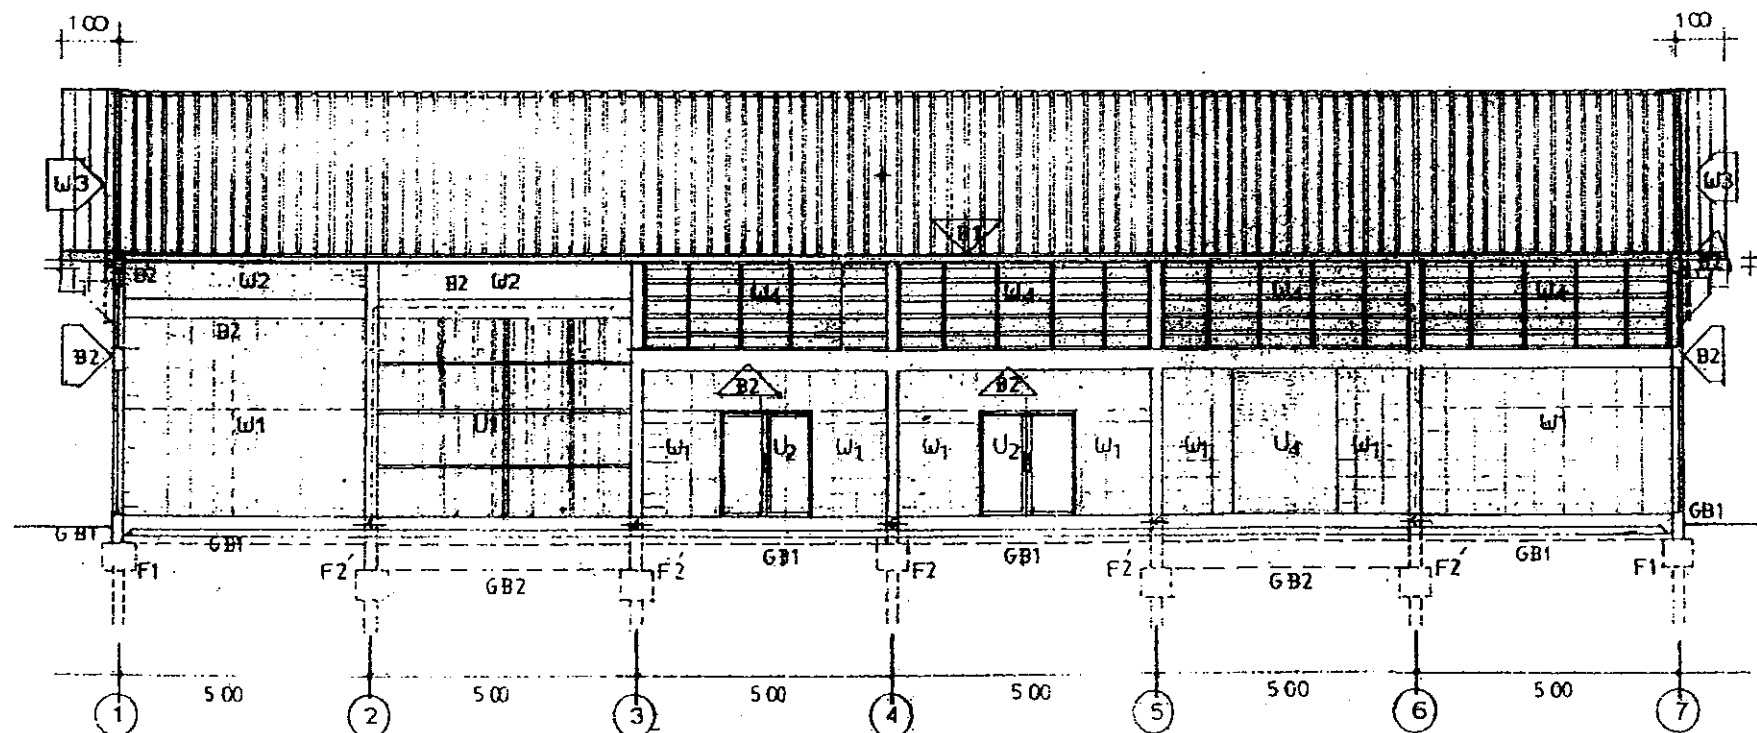 1 00 1 00
W3 W3
B1
B2 W2 B2 W2 W4 W4 W4 W4
B2
B2 B2 B2 B2
W1 U1 W1 U2 W1 W1 U2 W1 W1 U4 W1 W1
GB1 GB1 GB1 GB1 GB1 GB1
F1 F2' F2' F2 F2' F2' F1
GB2 GB2
5 00 5 00 5 00 5 00 5 00 5 00
1 2 3 4 5 6 7